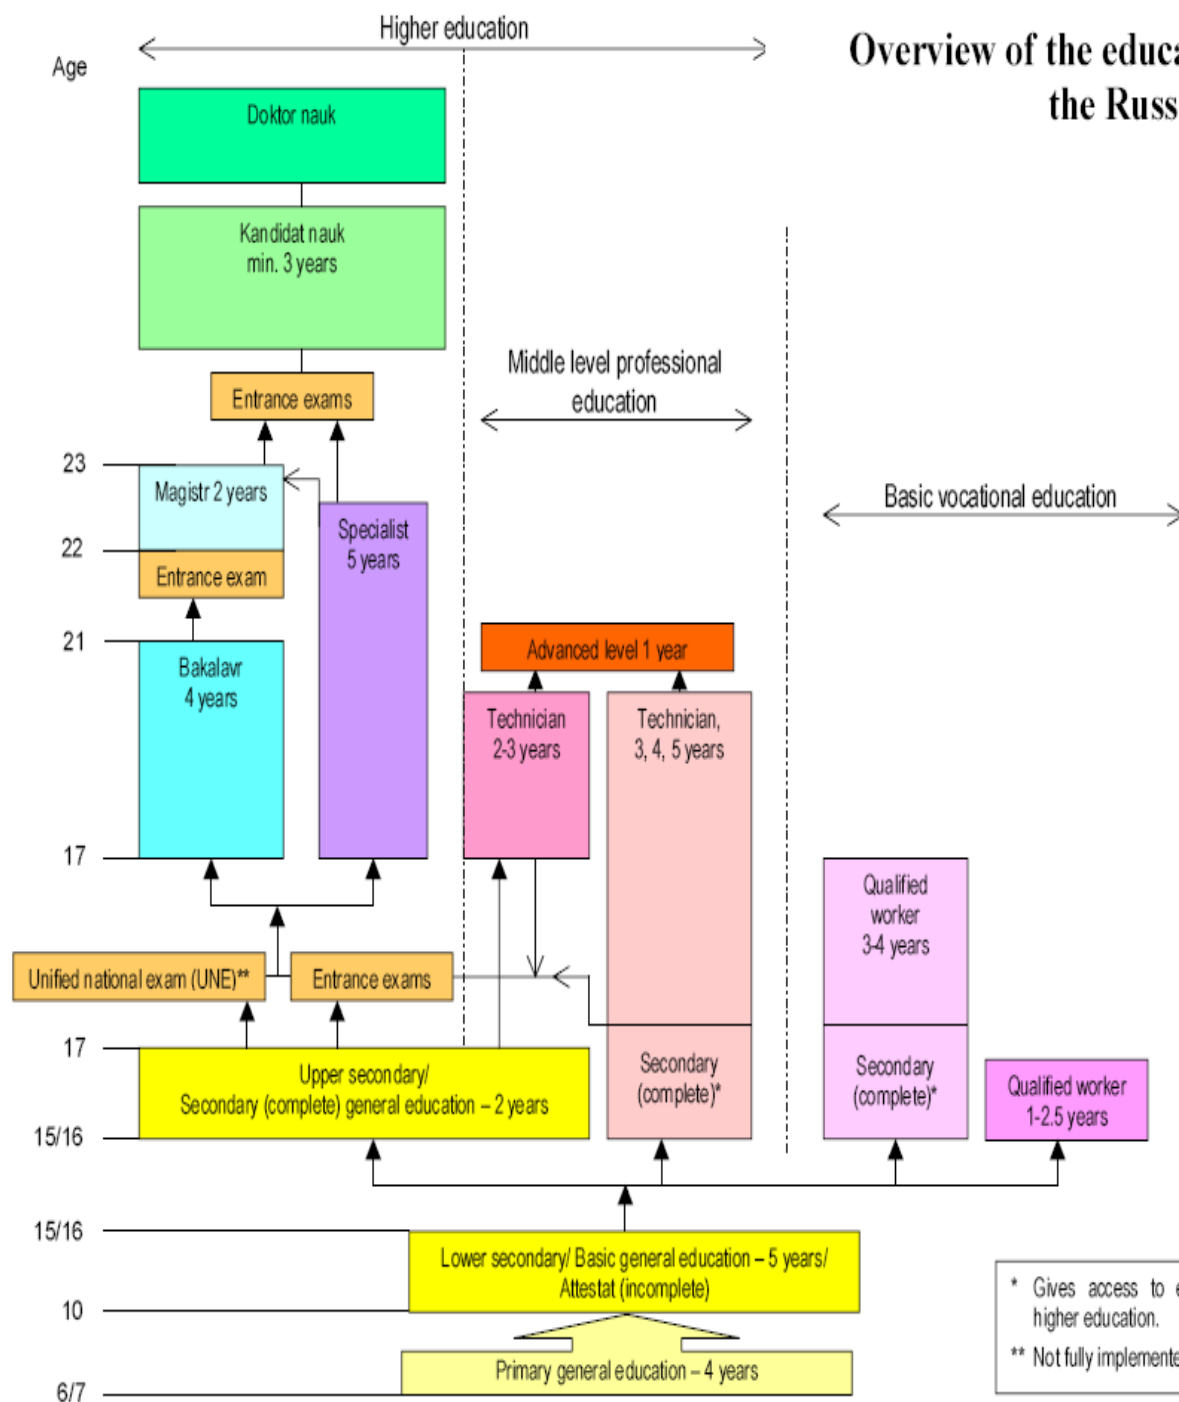 Higher education
Overview of the educa
the Russ
Age
Doktor nauk
Kandidat nauk
min. 3 years
Middle level professional
education
Entrance exams
23
Magistr 2 years
Specialist
5 years
Basic vocational education
22
Entrance exam
21
Advanced level 1 year
Bakalavr
4 years
Technician
2-3 years
Technician,
3, 4, 5 years
17
Qualified
worker
3-4 years
Unified national exam (UNE)**
Entrance exams
17
Upper secondary/
Secondary (complete) general education – 2 years
Secondary
(complete)*
Secondary
(complete)*
Qualified worker
1-2.5 years
15/16
15/16
Lower secondary/ Basic general education – 5 years/
Attestat (incomplete)
10
* Gives access to e
higher education.
** Not fully implemente
Primary general education – 4 years
6/7